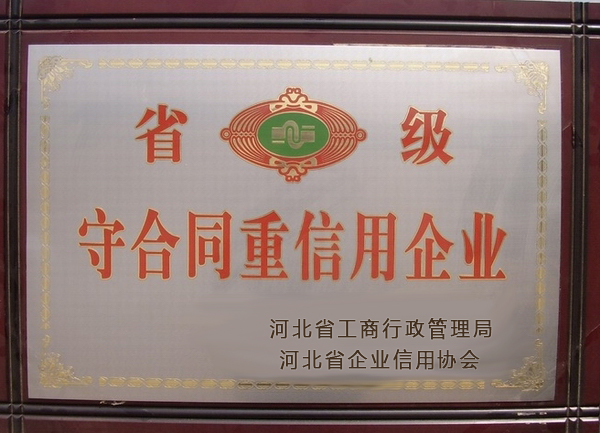 省级
守合同重信用企业
河北省工商行政管理局
河北省企业信用协会